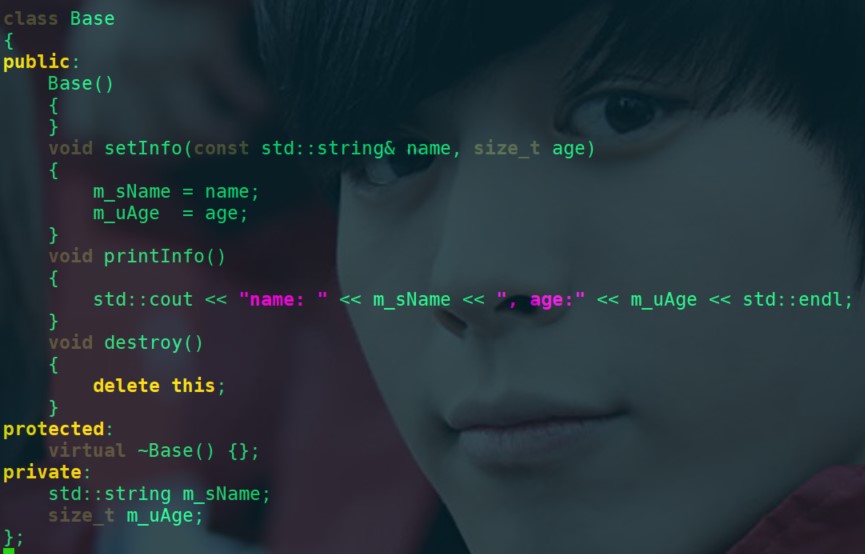 class Base
{
public:
    Base()
    {
    }
    void setInfo(const std::string& name, size_t age)
    {
        m_sName = name;
        m_uAge  = age;
    }
    void printInfo()
    {
        std::cout << "name: " << m_sName << ", age:" << m_uAge << std::endl;
    }
    void destroy()
    {
        delete this;
    }
protected:
    virtual ~Base() {};
private:
    std::string m_sName;
    size_t m_uAge;
};